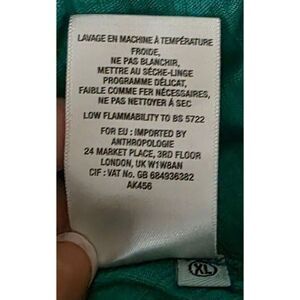 LAVAGE EN MACHINE À TEMPÉRATURE
FROIDE,
NE PAS BLANCHIR,
METTRE AU SÈCHE-LINGE
PROGRAMME DÉLICAT,
FAIBLE COMME FER NÉCESSAIRES,
NE PAS NETTOYER À SEC
LOW FLAMMABILITY TO BS 5722
FOR EU : IMPORTED BY
ANTHROPOLOGIE
24 MARKET PLACE, 3RD FLOOR
LONDON, UK W1W8AN
CIF : VAT No. GB 684936382
AK456
XL